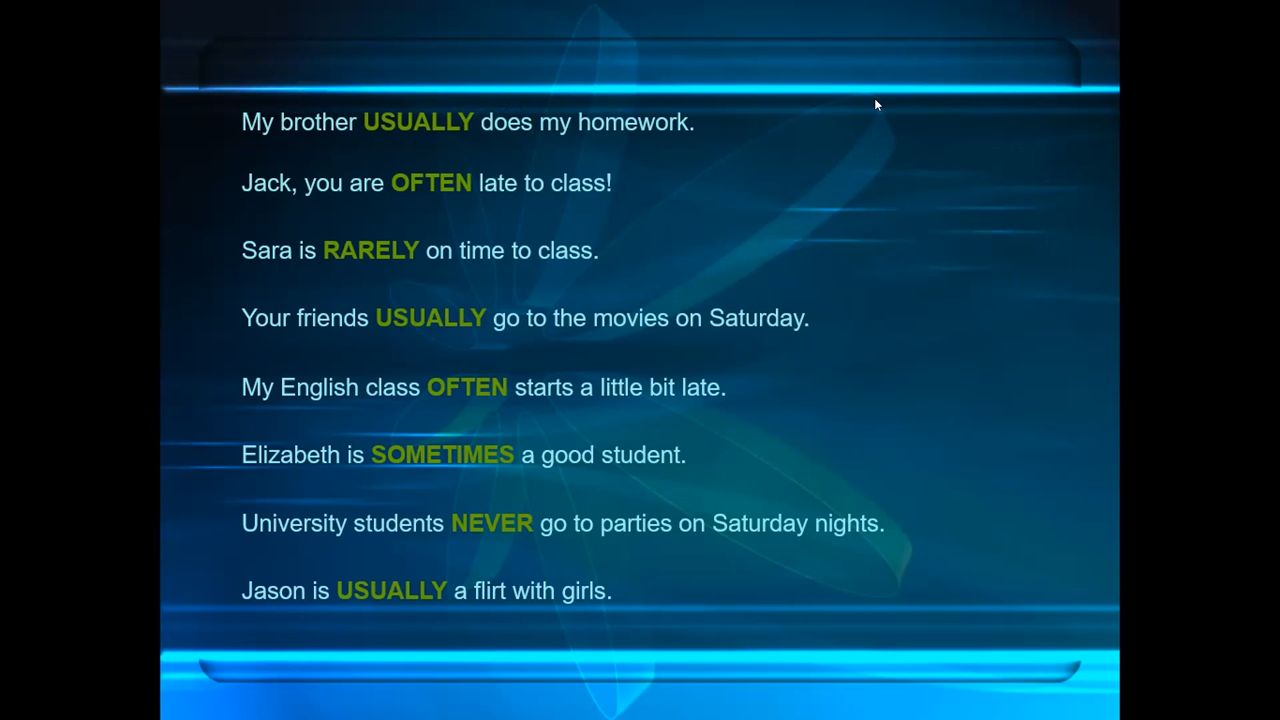 My brother USUALLY does my homework.
Jack, you are OFTEN late to class!
Sara is RARELY on time to class.
Your friends USUALLY go to the movies on Saturday.
My English class OFTEN starts a little bit late.
Elizabeth is SOMETIMES a good student.
University students NEVER go to parties on Saturday nights.
Jason is USUALLY a flirt with girls.